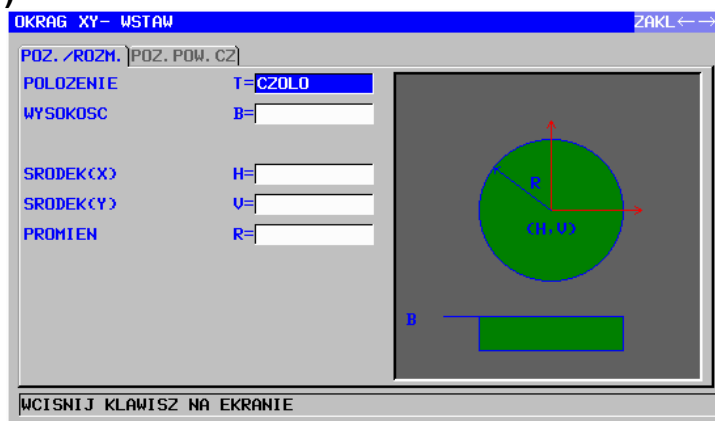 OKRAG XY- WSTAW ZAKL←→
POZ./ROZM. POZ.POW.CZ
POLOZENIE T=CZOLO
WYSOKOSC B=
SRODEK(X) H=
SRODEK(Y) V=
PROMIEN R=
R
(H,V)
B
WCISNIJ KLAWISZ NA EKRANIE